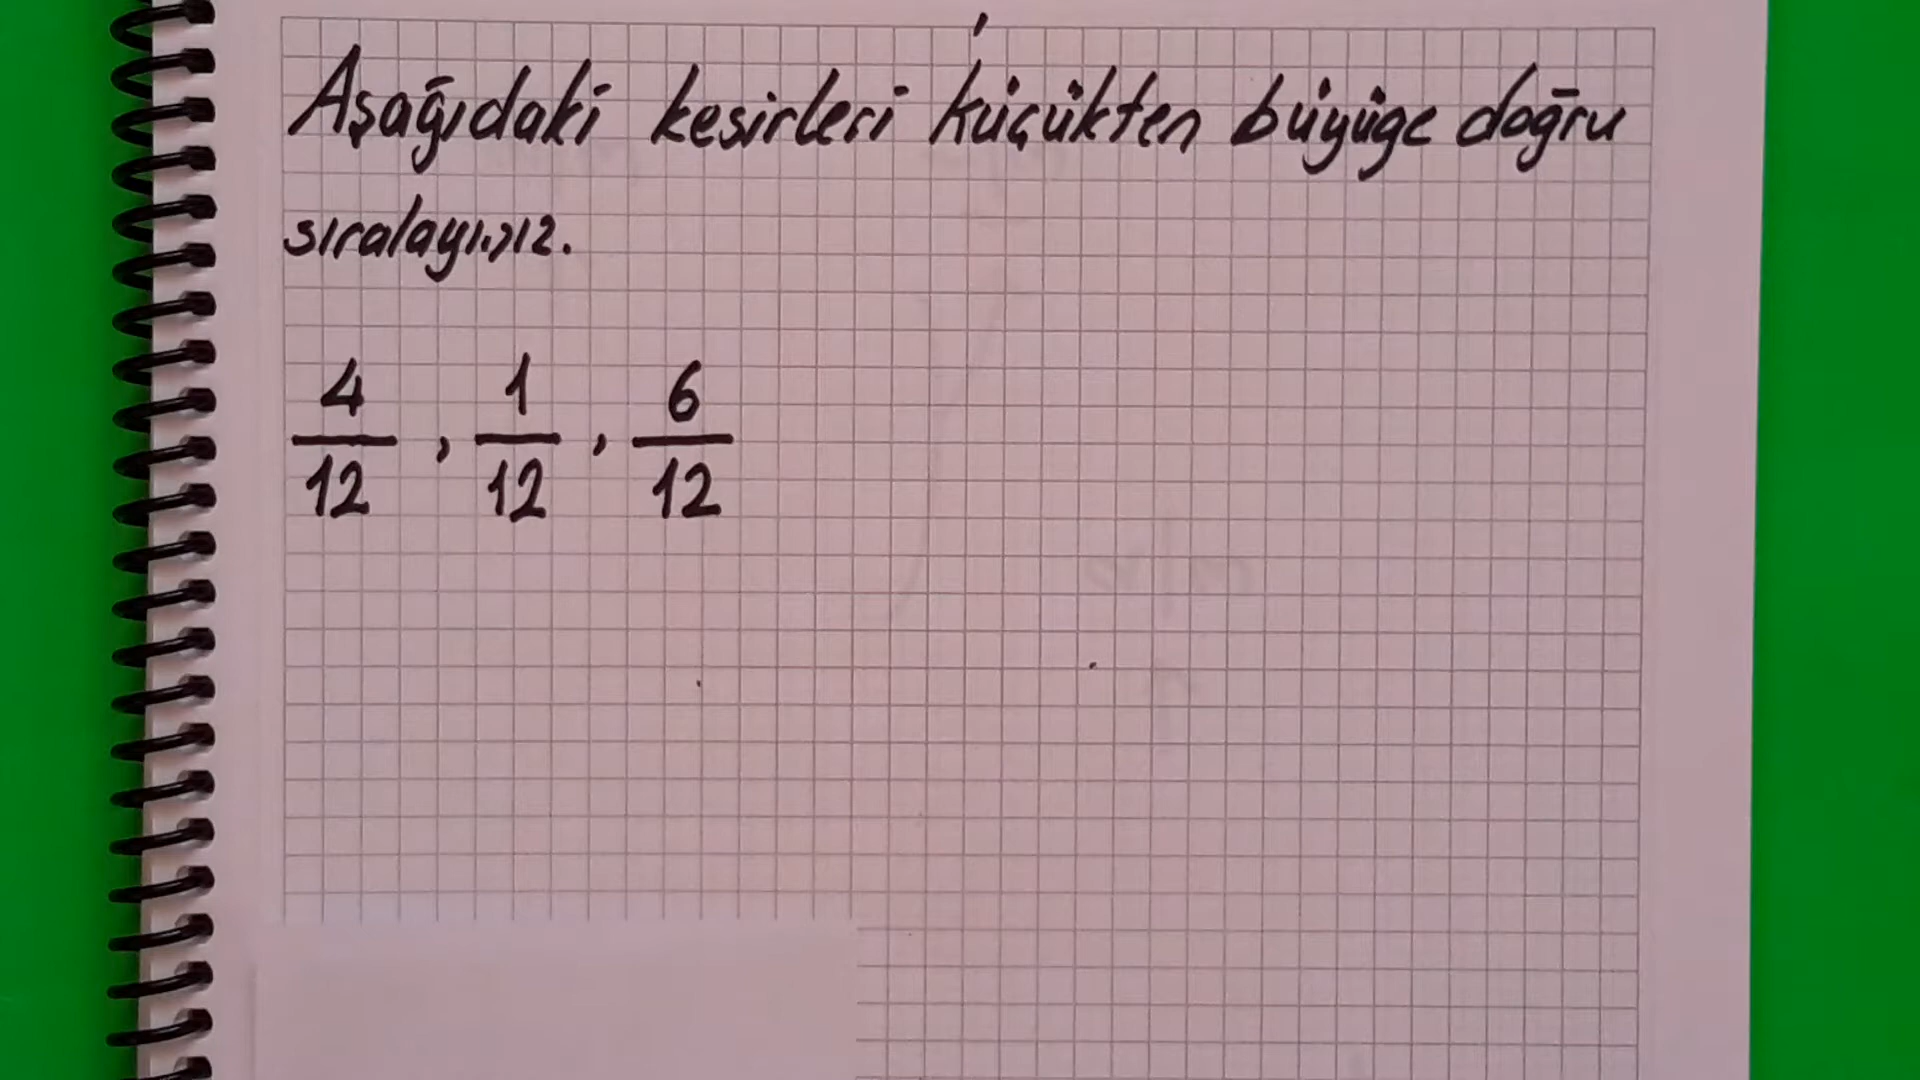 Aşağıdaki kesirleri küçükten büyüğe doğru
sıralayınız.
4/12 , 1/12 , 6/12